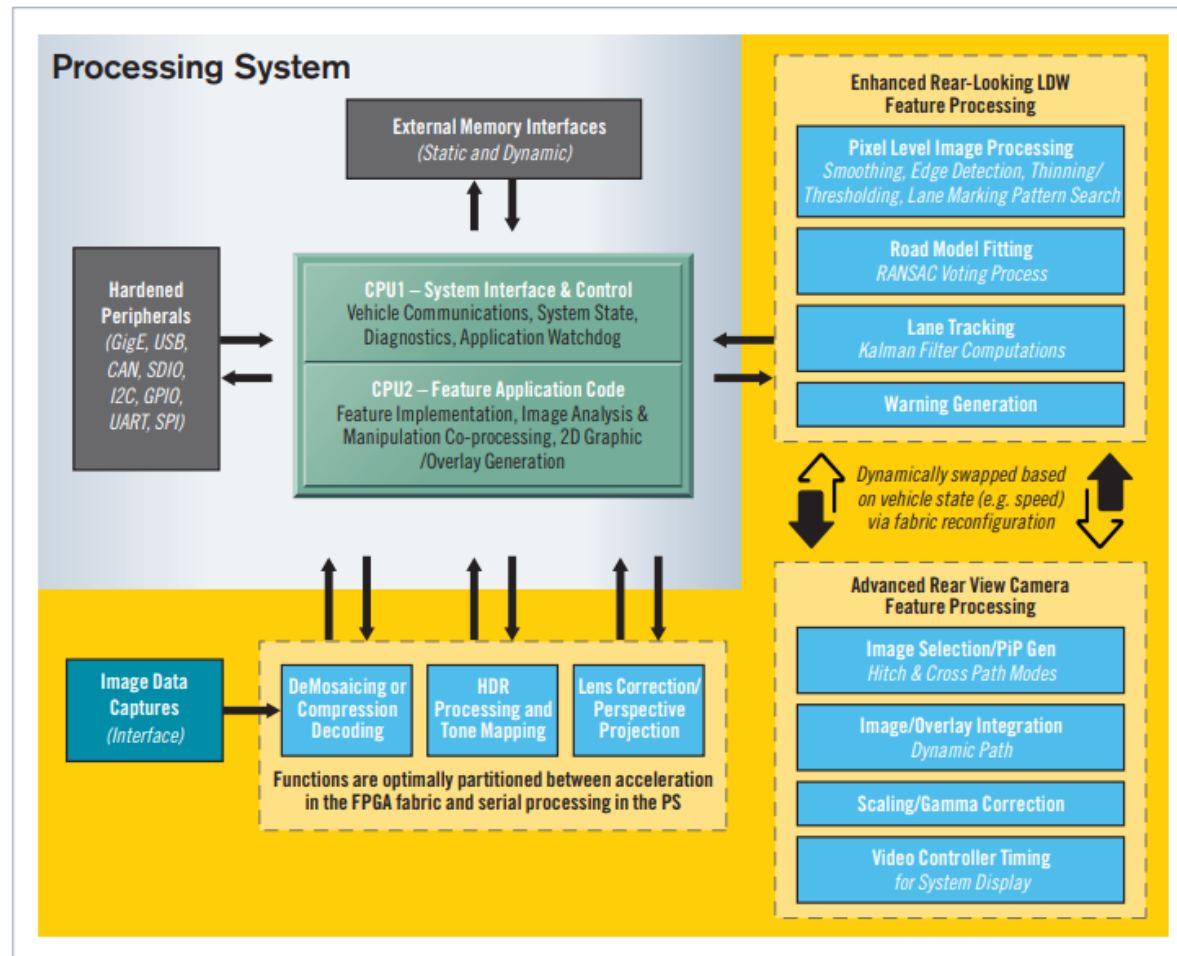 Processing System
External Memory Interfaces
(Static and Dynamic)
Hardened
Peripherals
(GigE, USB,
CAN, SDIO,
I2C, GPIO,
UART, SPI)
CPU1 – System Interface & Control
Vehicle Communications, System State,
Diagnostics, Application Watchdog
CPU2 – Feature Application Code
Feature Implementation, Image Analysis &
Manipulation Co-processing, 2D Graphic
/Overlay Generation
Enhanced Rear-Looking LDW
Feature Processing
Pixel Level Image Processing
Smoothing, Edge Detection, Thinning/
Thresholding, Lane Marking Pattern Search
Road Model Fitting
RANSAC Voting Process
Lane Tracking
Kalman Filter Computations
Warning Generation
Dynamically swapped based
on vehicle state (e.g. speed)
via fabric reconfiguration
Advanced Rear View Camera
Feature Processing
Image Selection/PiP Gen
Hitch & Cross Path Modes
Image/Overlay Integration
Dynamic Path
Scaling/Gamma Correction
Video Controller Timing
for System Display
Image Data
Captures
(Interface)
DeMosaicing or
Compression
Decoding
HDR
Processing and
Tone Mapping
Lens Correction/
Perspective
Projection
Functions are optimally partitioned between acceleration
in the FPGA fabric and serial processing in the PS